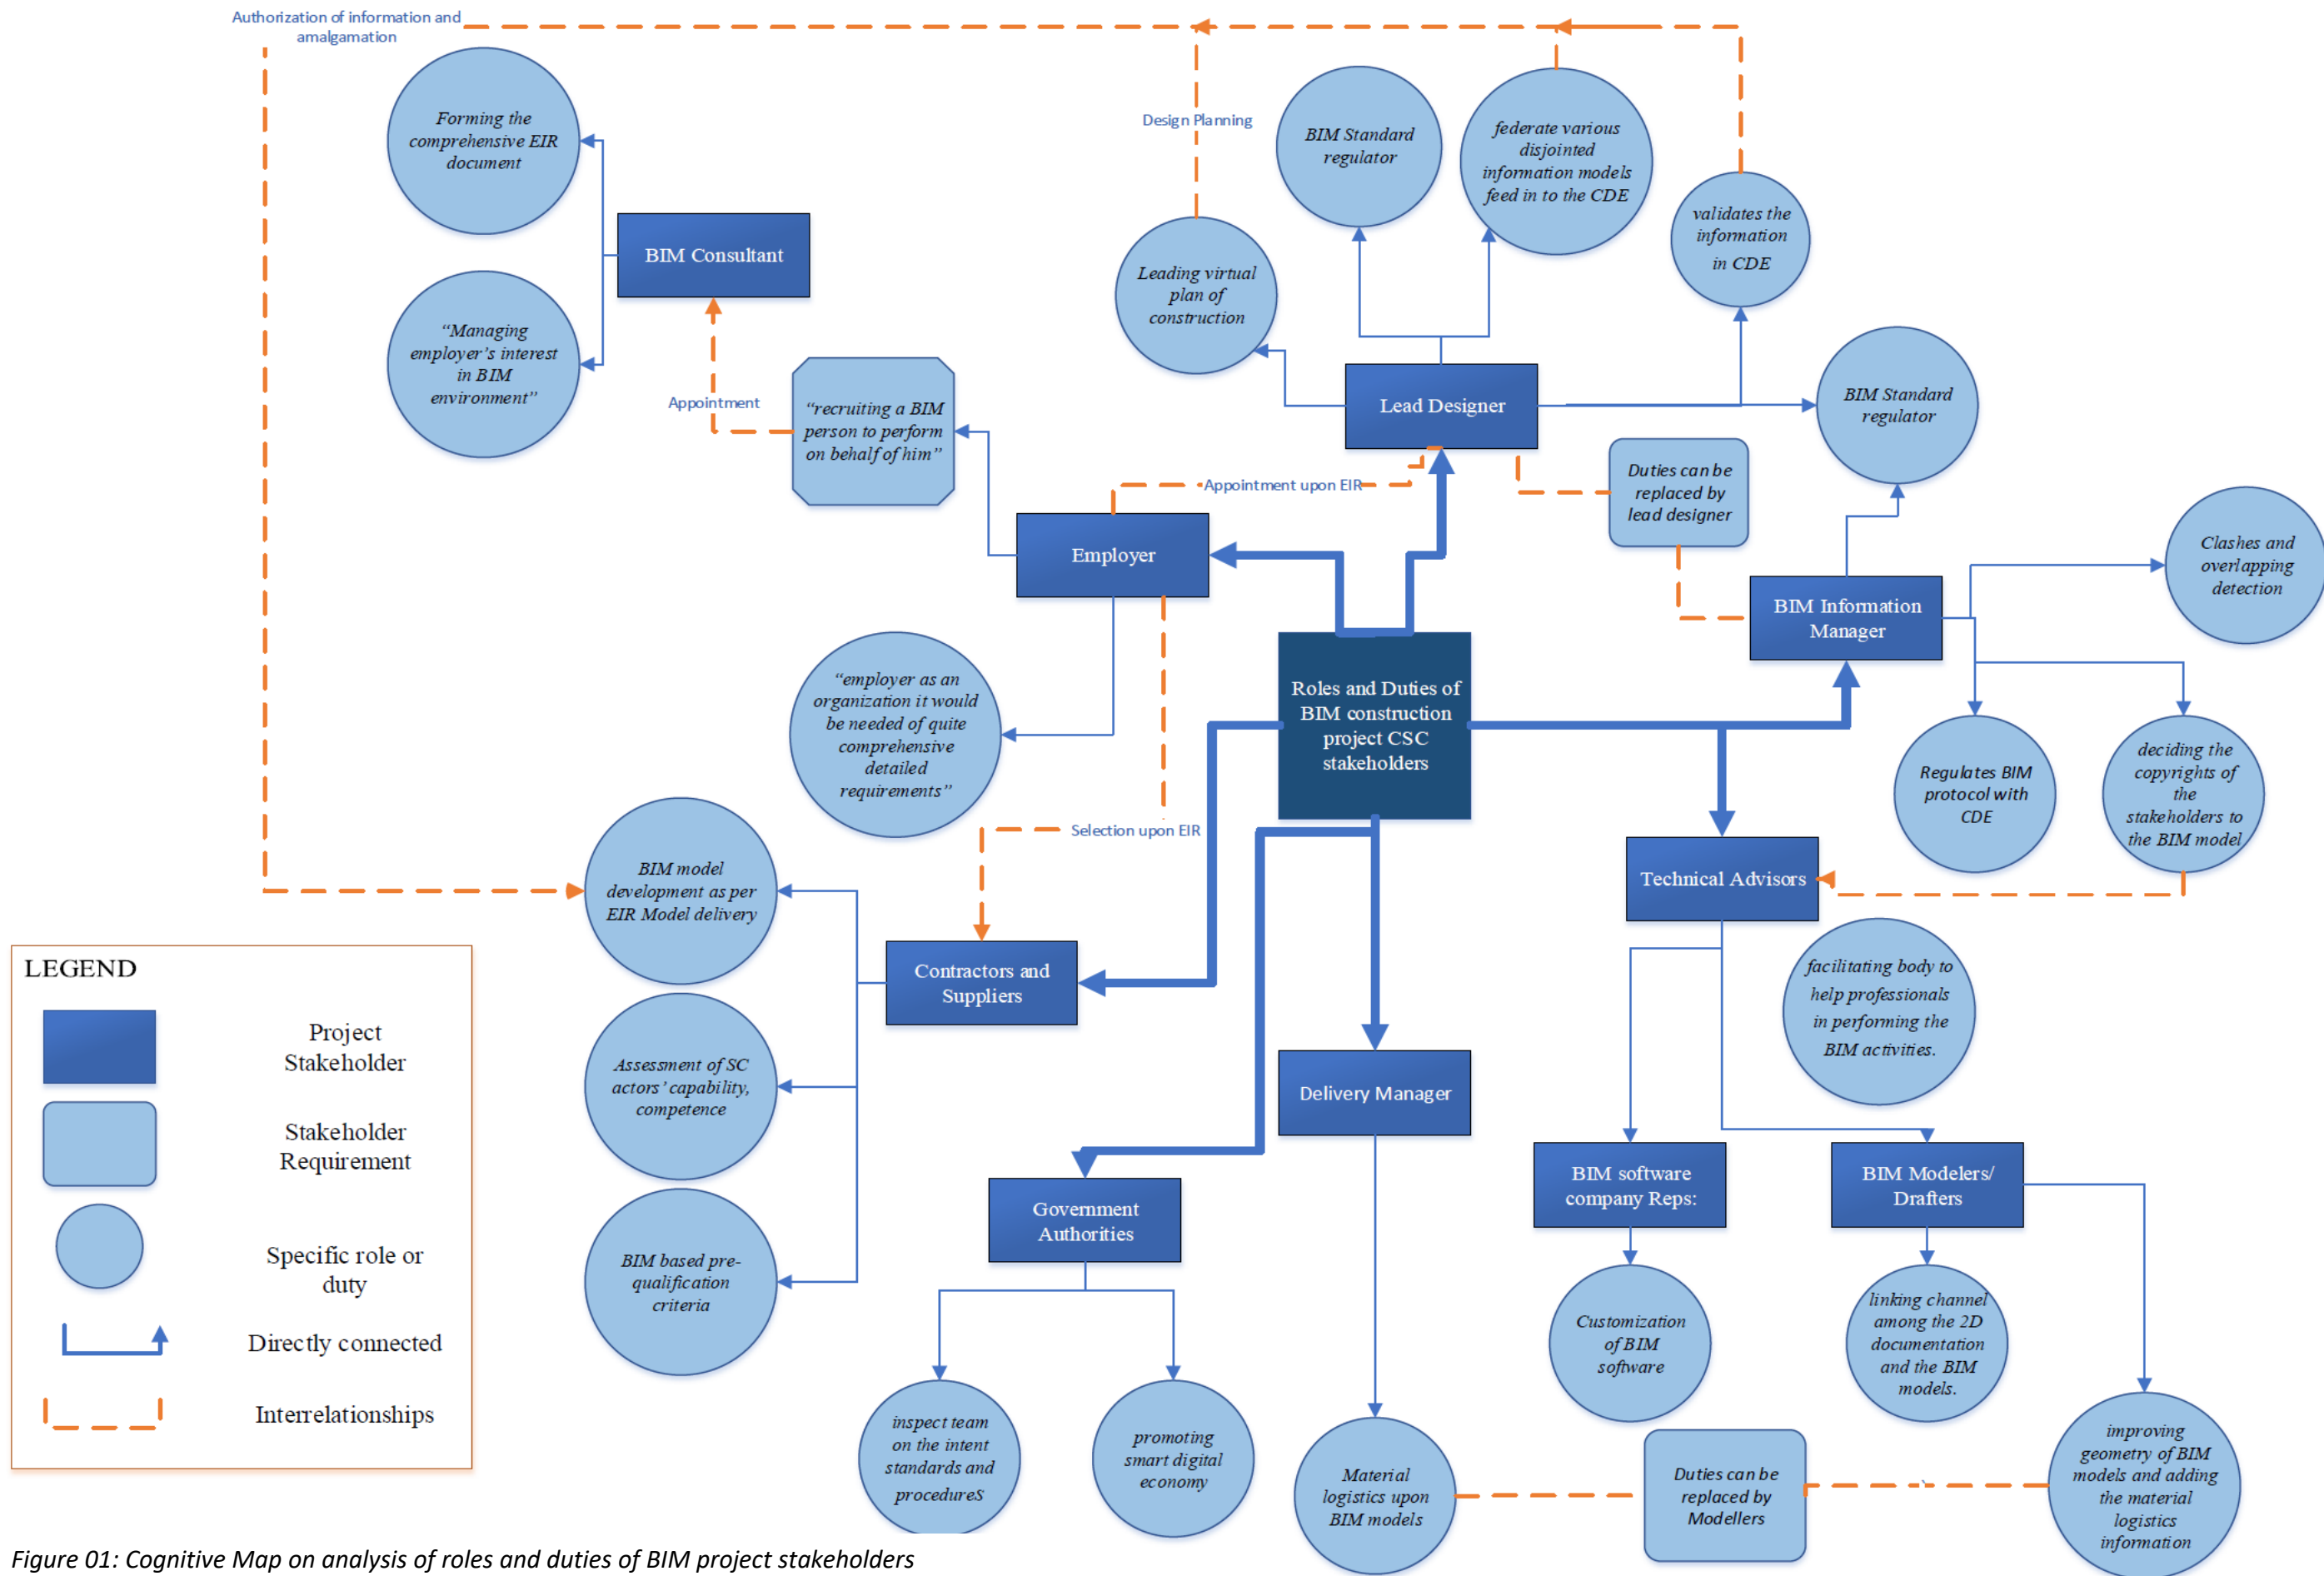 Authorization of information and
amalgamation
Forming the
comprehensive EIR
document
BIM Consultant
“Managing
employer’s interest
in BIM
environment”
Appointment
“recruiting a BIM
person to perform
on behalf of him”
Design Planning
Leading virtual
plan of
construction
BIM Standard
regulator
federate various
disjointed
information models
feed in to the CDE
validates the
information
in CDE
Lead Designer
BIM Standard
regulator
Appointment upon EIR
Duties can be
replaced by
lead designer
Employer
BIM Information
Manager
Clashes and
overlapping
detection
“employer as an
organization it would
be needed of quite
comprehensive
detailed
requirements”
Roles and Duties of
BIM construction
project CSC
stakeholders
Regulates BIM
protocol with
CDE
deciding the
copyrights of
the
stakeholders to
the BIM model
Selection upon EIR
BIM model
development as per
EIR Model delivery
Technical Advisors
Contractors and
Suppliers
facilitating body to
help professionals
in performing the
BIM activities.
Assessment of SC
actors’ capability,
competence
Delivery Manager
BIM based pre-
qualification
criteria
Government
Authorities
BIM software
company Reps:
BIM Modelers/
Drafters
Customization
of BIM
software
linking channel
among the 2D
documentation
and the BIM
models.
inspect team
on the intent
standards and
procedureS
promoting
smart digital
economy
Material
logistics upon
BIM models
Duties can be
replaced by
Modellers
improving
geometry of BIM
models and adding
the material
logistics
information
LEGEND
Project
Stakeholder
Stakeholder
Requirement
Specific role or
duty
Directly connected
Interrelationships
Figure 01: Cognitive Map on analysis of roles and duties of BIM project stakeholders